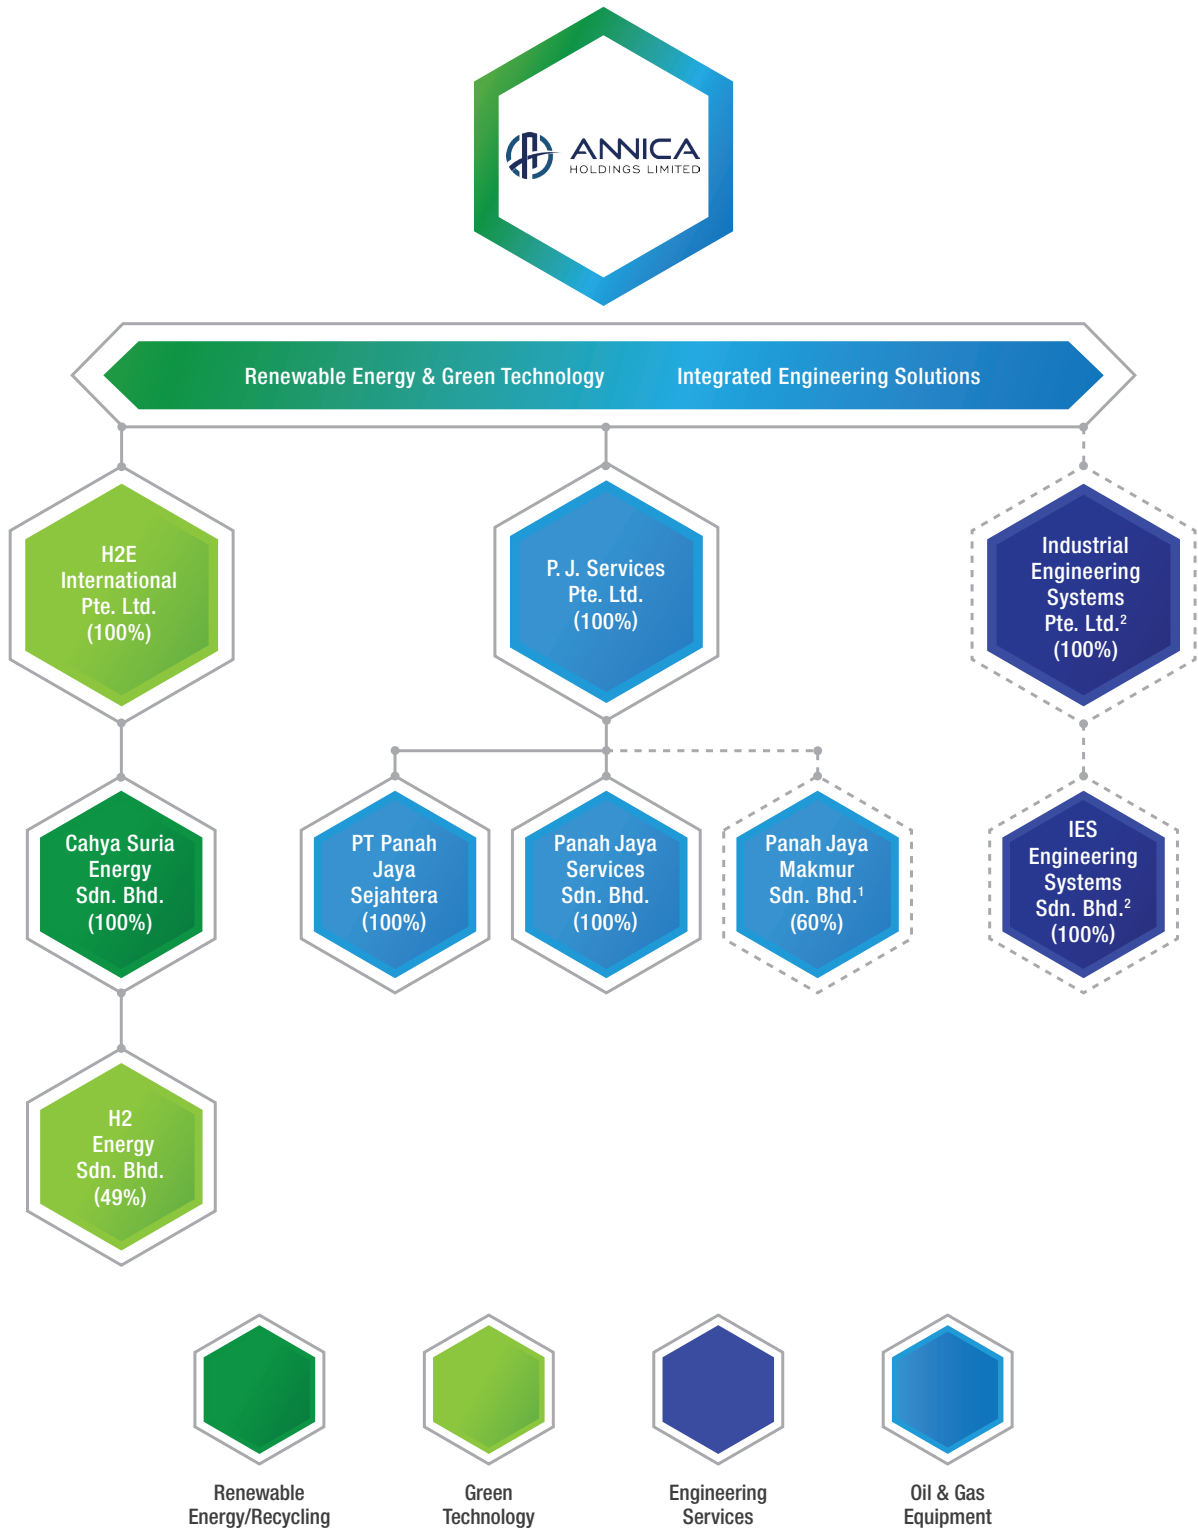 ANNICA
HOLDINGS LIMITED
Renewable Energy & Green Technology
Integrated Engineering Solutions
H2E
International
Pte. Ltd.
(100%)
P. J. Services
Pte. Ltd.
(100%)
Industrial
Engineering
Systems
Pte. Ltd.²
(100%)
Cahya Suria
Energy
Sdn. Bhd.
(100%)
PT Panah
Jaya
Sejahtera
(100%)
Panah Jaya
Services
Sdn. Bhd.
(100%)
Panah Jaya
Makmur
Sdn. Bhd.¹
(60%)
IES
Engineering
Systems
Sdn. Bhd.²
(100%)
H2
Energy
Sdn. Bhd.
(49%)
Renewable
Energy/Recycling
Green
Technology
Engineering
Services
Oil & Gas
Equipment